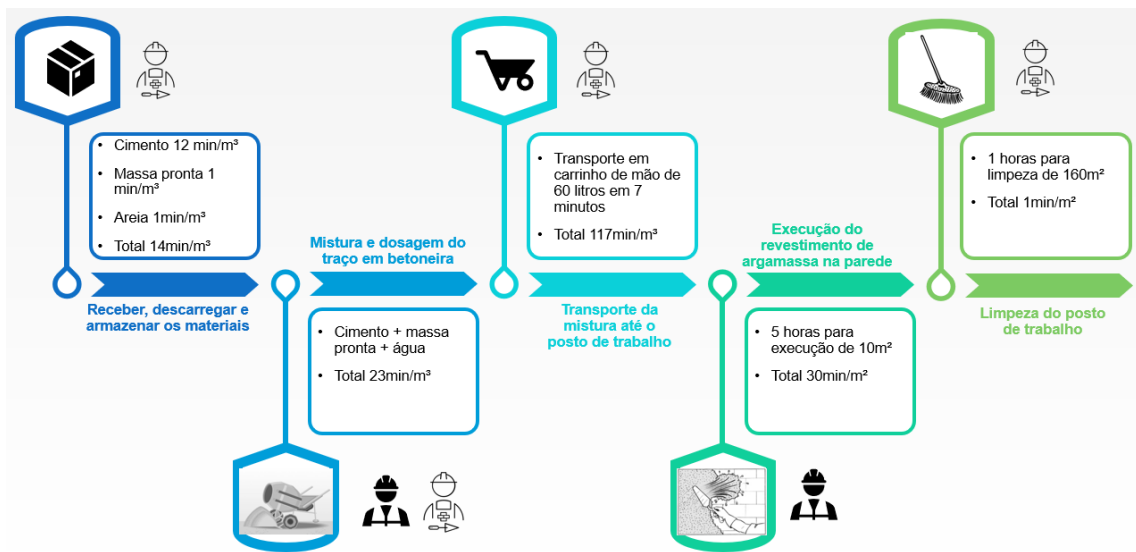 • Cimento 12 min/m³
• Massa pronta 1
min/m³
• Areia 1min/m³
• Total 14min/m³
Receber, descarregar e
armazenar os materiais
Mistura e dosagem do
traço em betoneira
• Cimento + massa
pronta + água
• Total 23min/m³
• Transporte em
carrinho de mão de
60 litros em 7
minutos
• Total 117min/m³
Transporte da
mistura até o
posto de trabalho
Execução do
revestimento de
argamassa na parede
• 5 horas para
execução de 10m²
• Total 30min/m²
• 1 horas para
limpeza de 160m²
• Total 1min/m²
Limpeza do posto
de trabalho